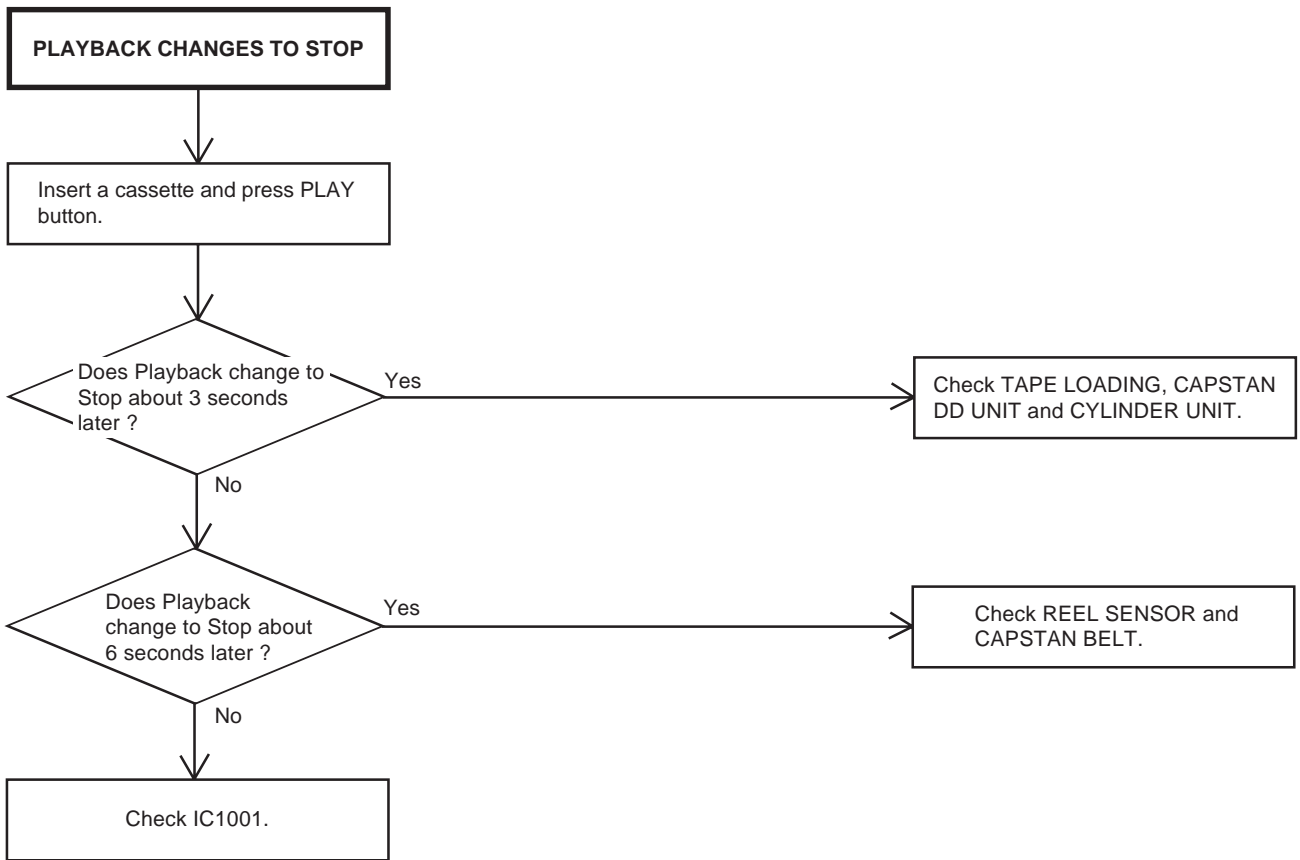 PLAYBACK CHANGES TO STOP
Insert a cassette and press PLAY
button.
Does Playback change to
Stop about 3 seconds
later ?
Yes
Check TAPE LOADING, CAPSTAN
DD UNIT and CYLINDER UNIT.
No
Does Playback
change to Stop about
6 seconds later ?
Yes
Check REEL SENSOR and
CAPSTAN BELT.
No
Check IC1001.